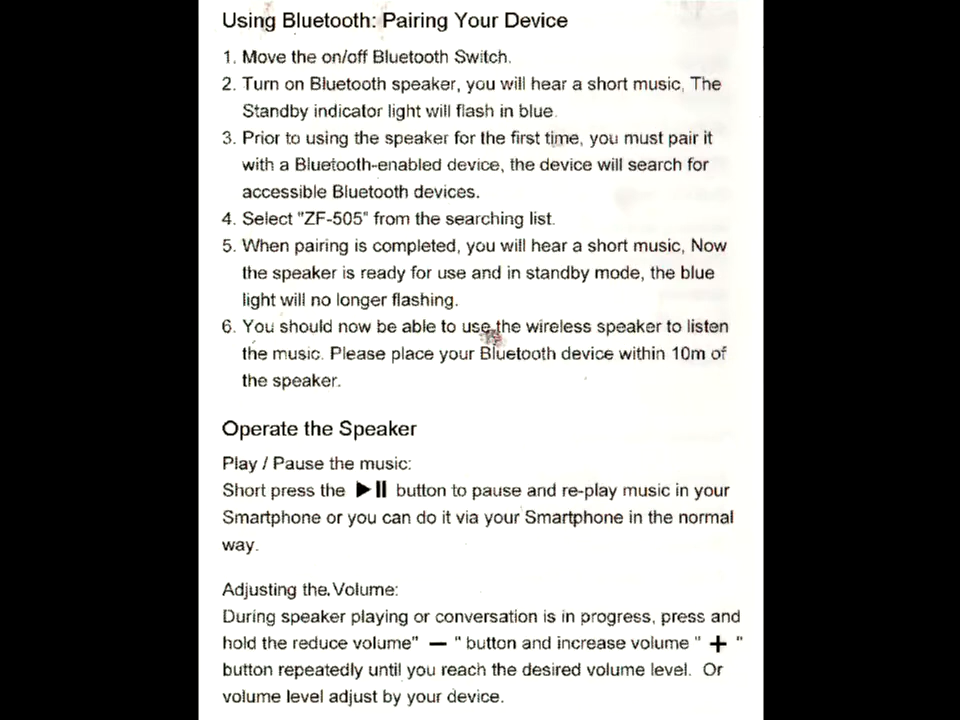 Using Bluetooth: Pairing Your Device
1. Move the on/off Bluetooth Switch.
2. Turn on Bluetooth speaker, you will hear a short music, The
Standby indicator light will flash in blue.
3. Prior to using the speaker for the first time, you must pair it
with a Bluetooth-enabled device, the device will search for
accessible Bluetooth devices.
4. Select "ZF-505" from the searching list.
5. When pairing is completed, you will hear a short music, Now
the speaker is ready for use and in standby mode, the blue
light will no longer flashing.
6. You should now be able to use the wireless speaker to listen
the music. Please place your Bluetooth device within 10m of
the speaker.
Operate the Speaker
Play / Pause the music:
Short press the ▶II button to pause and re-play music in your
Smartphone or you can do it via your Smartphone in the normal
way.
Adjusting the Volume:
During speaker playing or conversation is in progress, press and
hold the reduce volume" − " button and increase volume " + "
button repeatedly until you reach the desired volume level. Or
volume level adjust by your device.